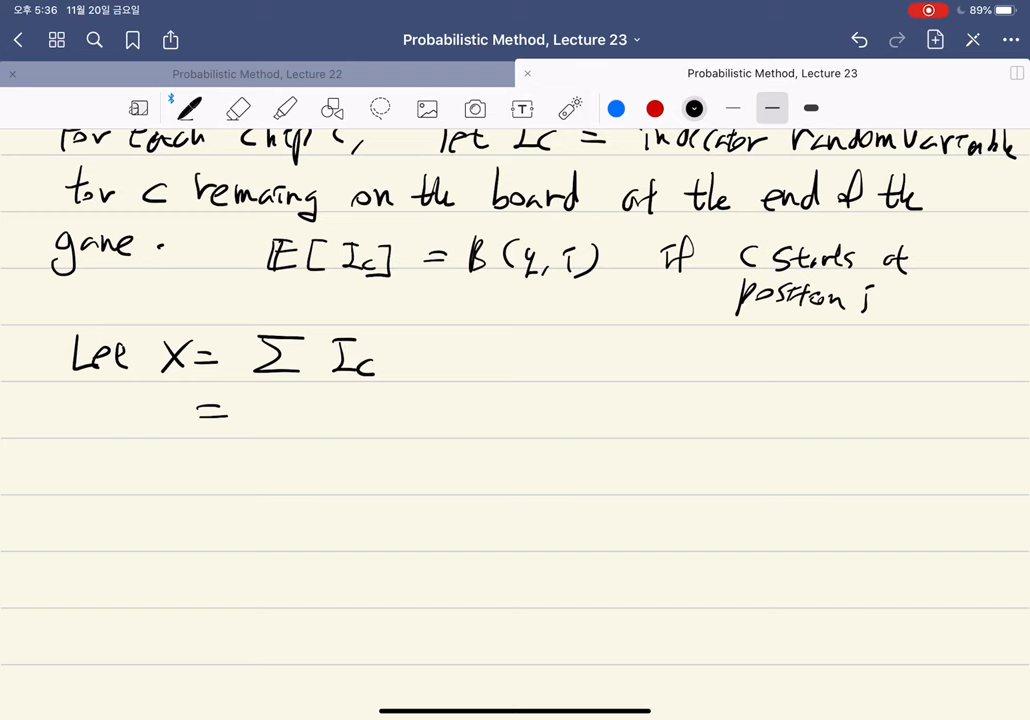 오후 5:36 11월 20일 금요일 89%
Probabilistic Method, Lecture 23
Probabilistic Method, Lecture 22
Probabilistic Method, Lecture 23
for each chip c, let Ic = indicator random variable
for c remaing on the board at the end of the
game. E[Ic] = B(q, i) if c starts at
position i
Let X = Σ Ic
=